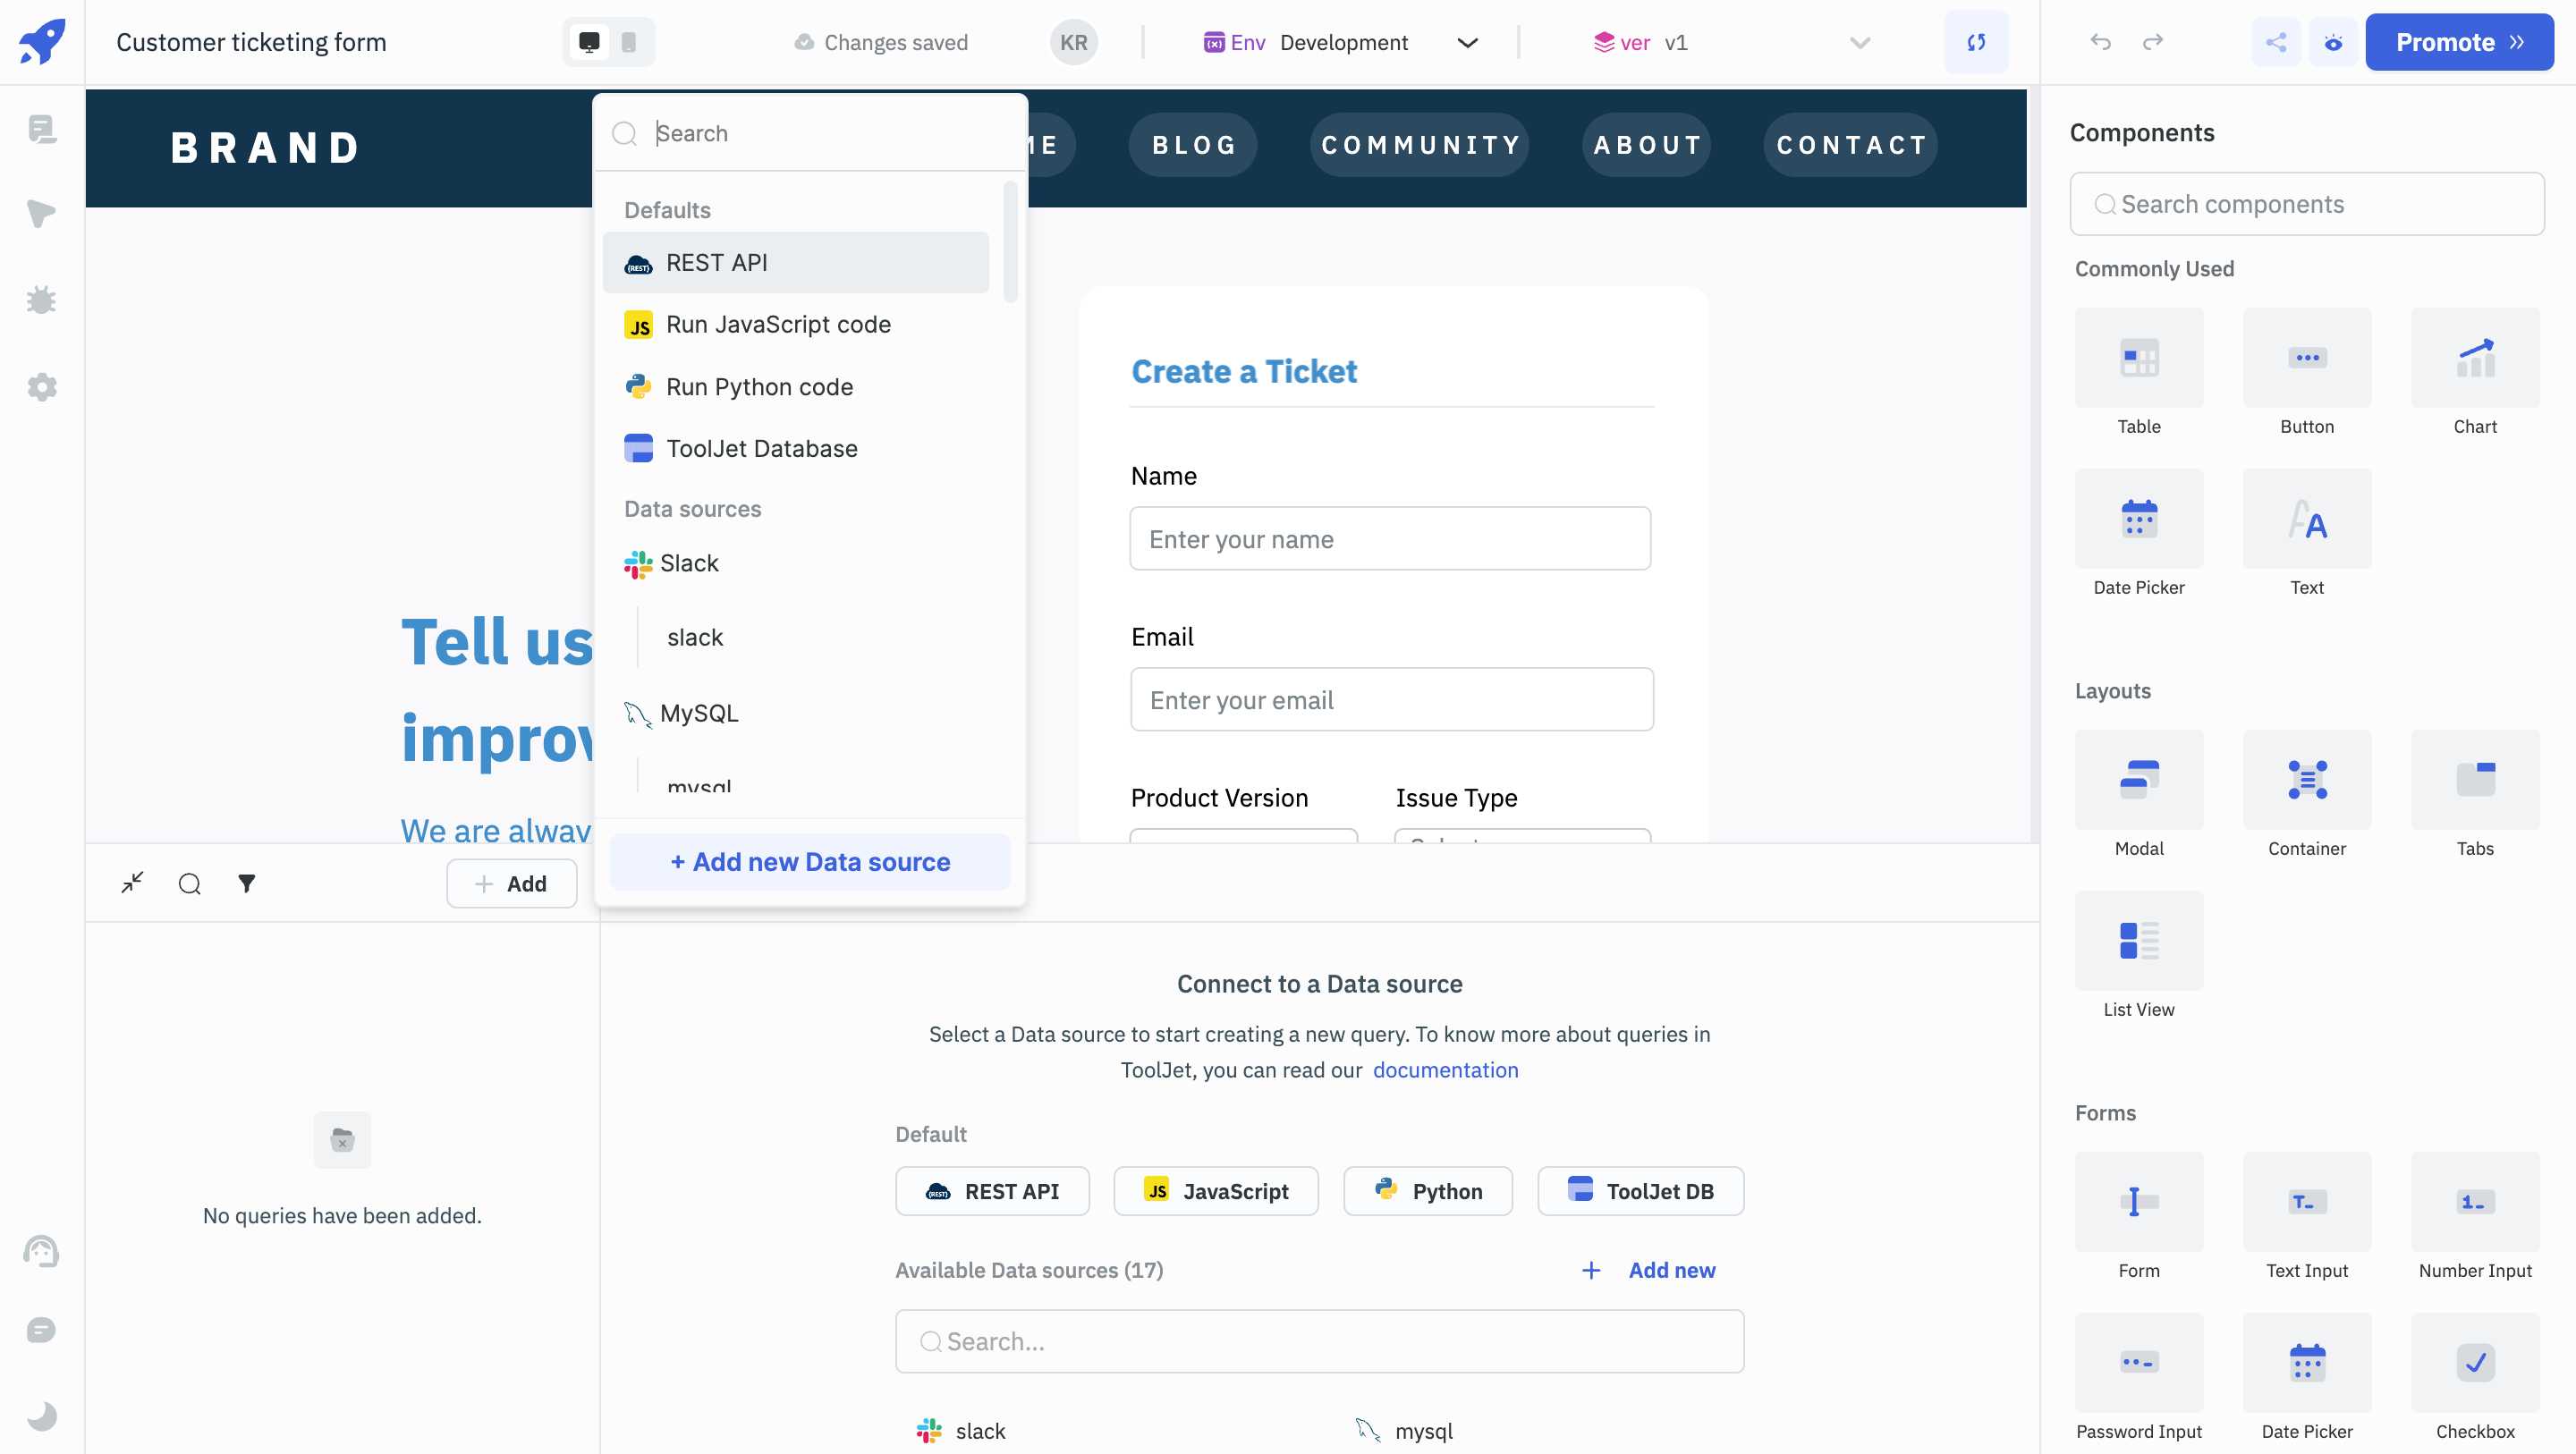 Customer ticketing form
Changes saved
KR
Env Development
ver v1
Promote
BRAND
ME
BLOG
COMMUNITY
ABOUT
CONTACT
Search
Defaults
REST API
JS Run JavaScript code
Run Python code
ToolJet Database
Data sources
Slack
slack
MySQL
mysql
+ Add new Data source
Tell us
improv
We are alway
Create a Ticket
Name
Enter your name
Email
Enter your email
Product Version
Issue Type
Select
Add
No queries have been added.
Connect to a Data source
Select a Data source to start creating a new query. To know more about queries in
ToolJet, you can read our documentation
Default
REST API
JS JavaScript
Python
ToolJet DB
Available Data sources (17)
+ Add new
Search...
slack
mysql
Components
Search components
Commonly Used
Table
Button
Chart
Date Picker
Text
Layouts
Modal
Container
Tabs
List View
Forms
Form
Text Input
Number Input
Password Input
Date Picker
Checkbox